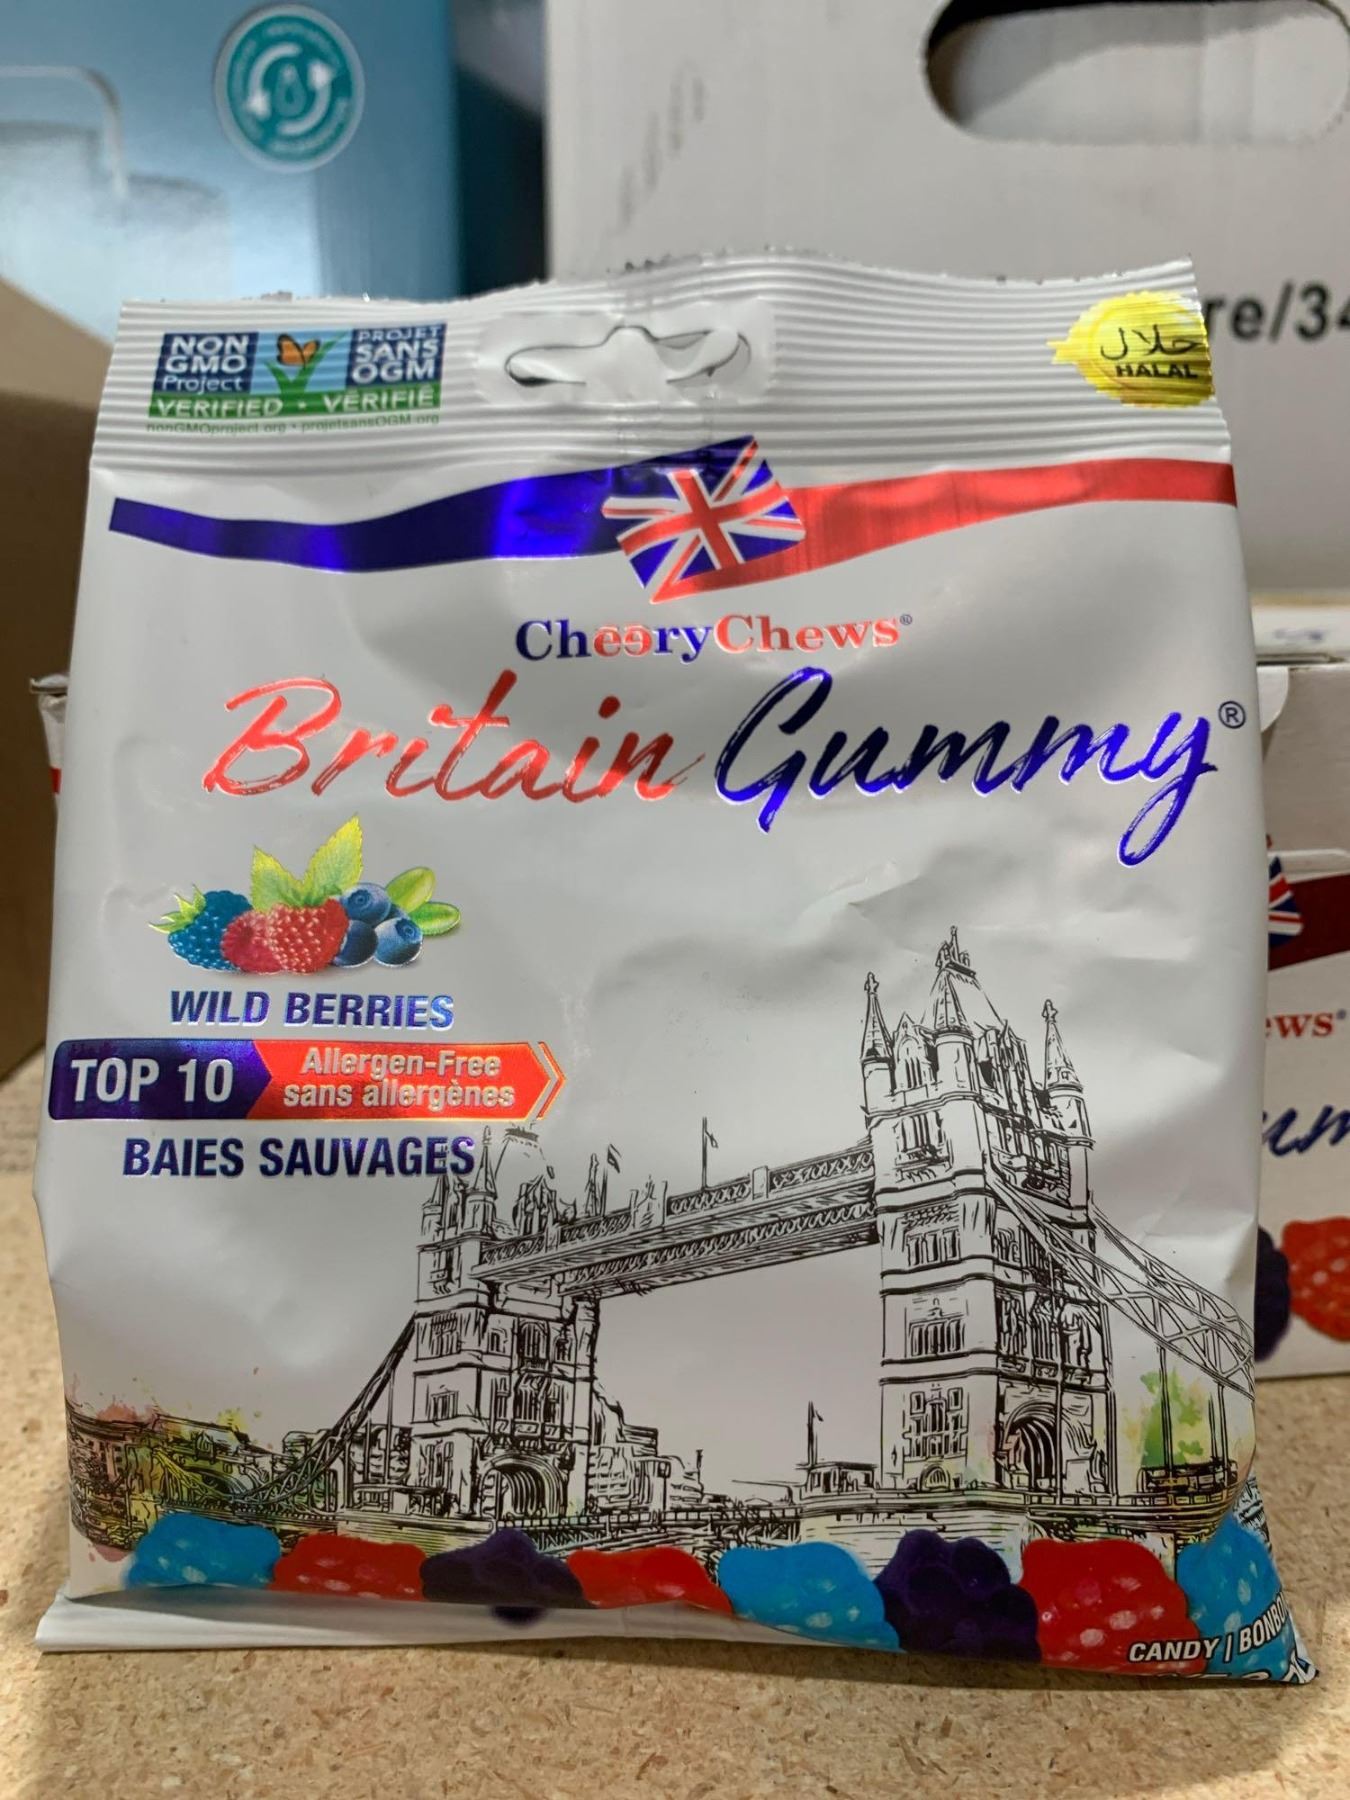 NON
GMO
Project
PROJET
SANS
OGM
VERIFIED • VÉRIFIÉ
nonGMOproject.org • projetsansOGM.org
حلال
HALAL
re/34
CheeryChews®
Britain Gummy®
WILD BERRIES
TOP 10
Allergen-Free
sans allergènes
BAIES SAUVAGES
ews®
um
CANDY | BONBO